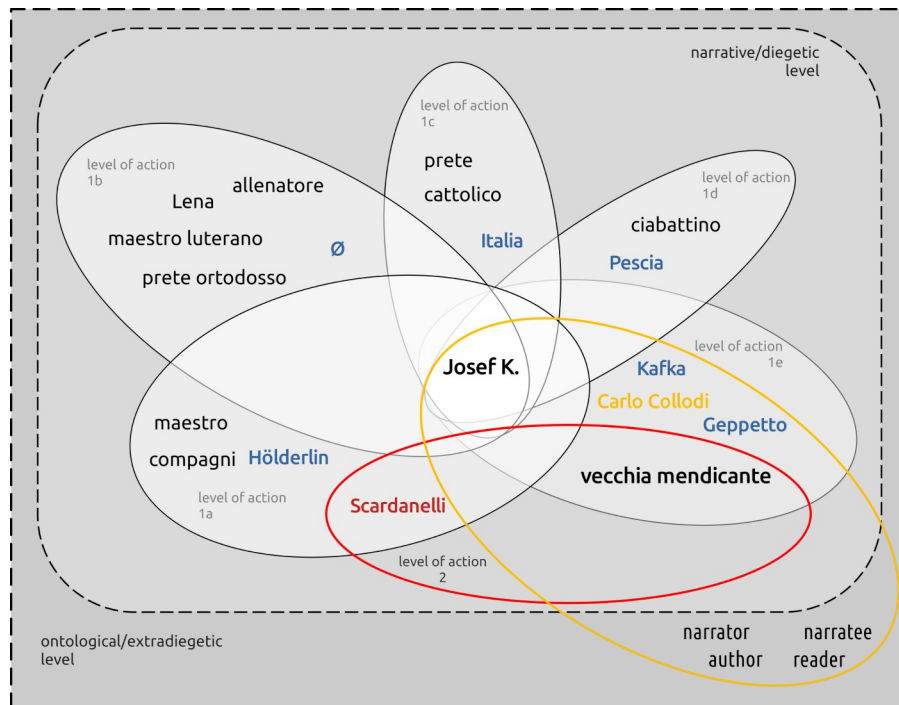 narrative/diegetic
level
level of action
1c
level of action
1b
prete
cattolico
level of action
1d
allenatore
Lena
maestro luterano
Ø
prete ortodosso
Italia
ciabattino
Pescia
level of action
1e
Josef K.
Kafka
Carlo Collodi
Geppetto
maestro
compagni Hölderlin
vecchia mendicante
level of action
1a
Scardanelli
level of action
2
ontological/extradiegetic
level
narrator narratee
author reader